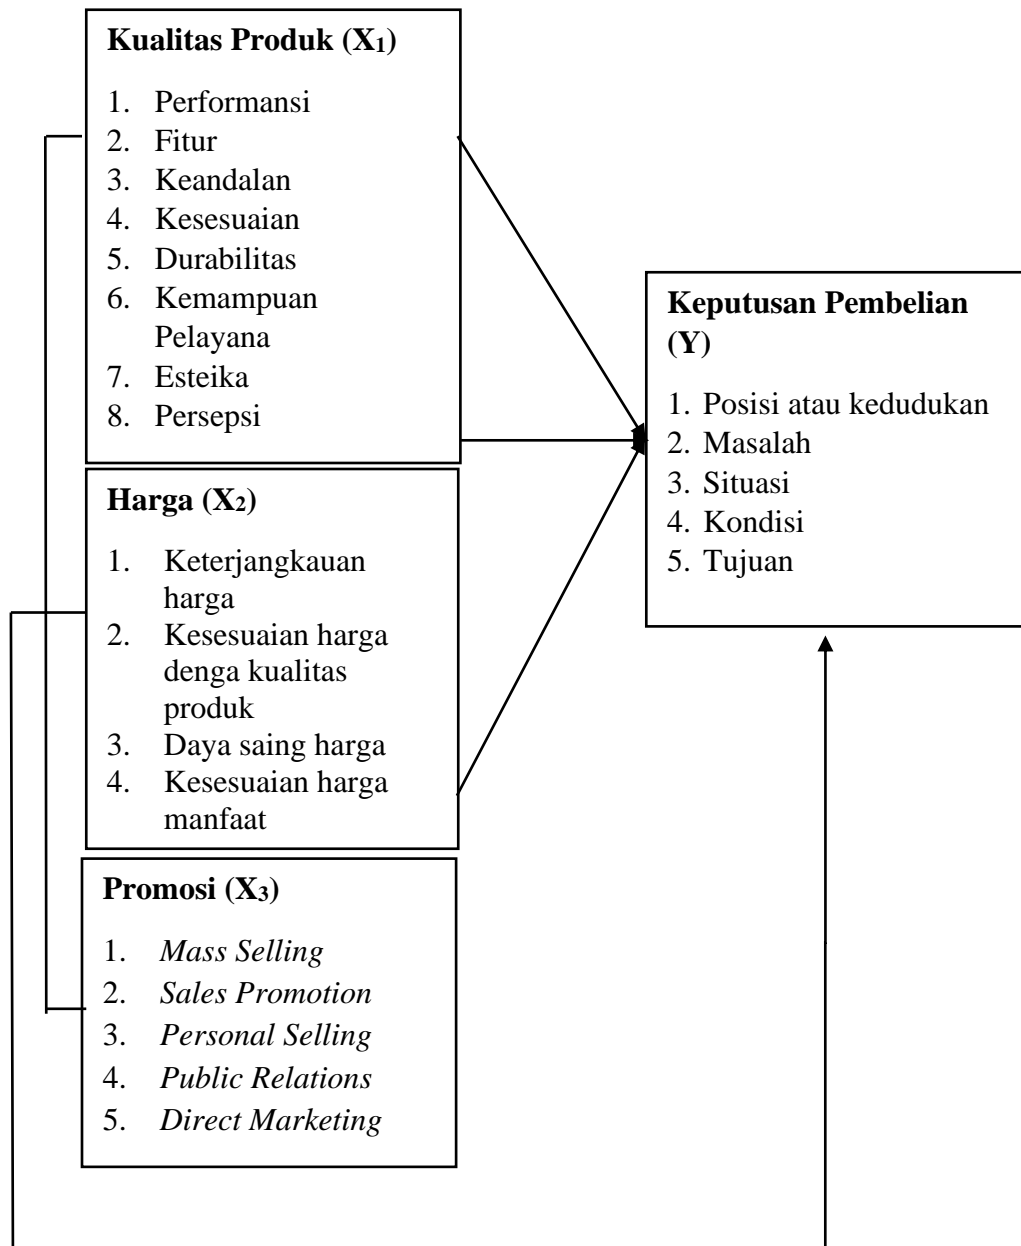 Kualitas Produk (X₁)
1. Performansi
2. Fitur
3. Keandalan
4. Kesesuaian
5. Durabilitas
6. Kemampuan
Pelayana
7. Esteika
8. Persepsi
Harga (X₂)
1. Keterjangkauan
harga
2. Kesesuaian harga
denga kualitas
produk
3. Daya saing harga
4. Kesesuaian harga
manfaat
Promosi (X₃)
1. Mass Selling
2. Sales Promotion
3. Personal Selling
4. Public Relations
5. Direct Marketing
Keputusan Pembelian
(Y)
1. Posisi atau kedudukan
2. Masalah
3. Situasi
4. Kondisi
5. Tujuan